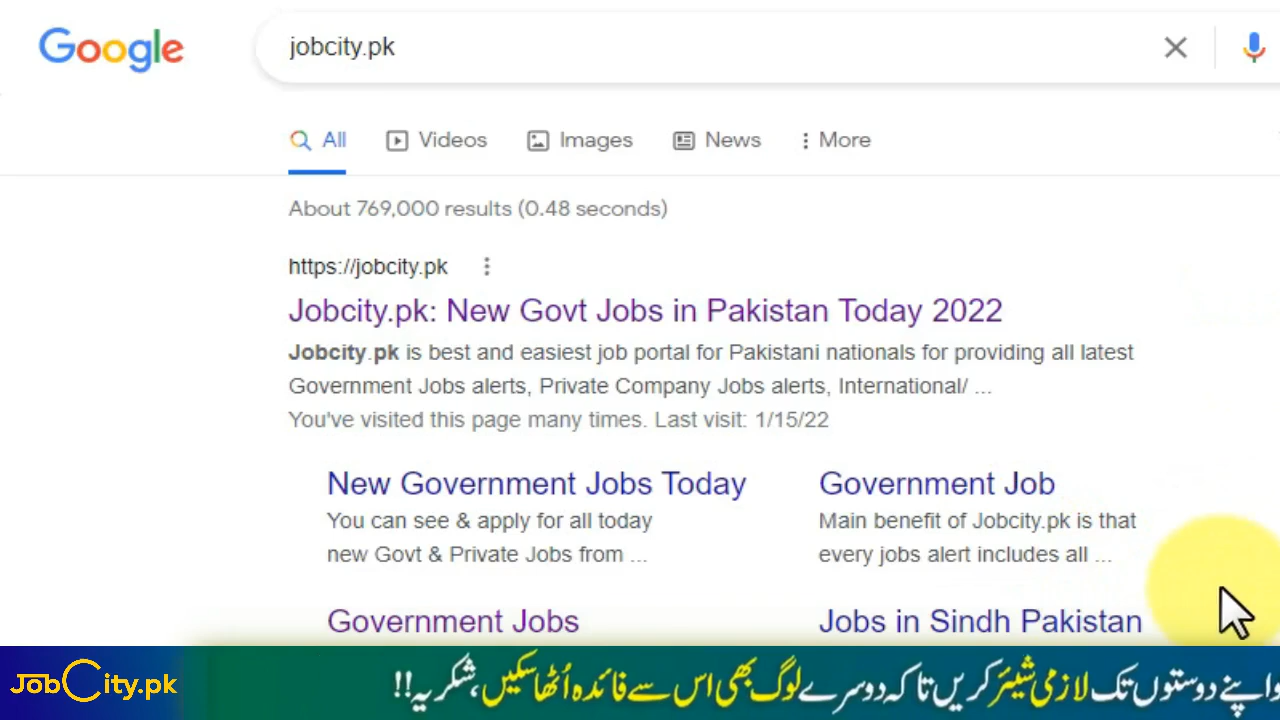 Google
jobcity.pk
All Videos Images News More
About 769,000 results (0.48 seconds)
https://jobcity.pk
Jobcity.pk: New Govt Jobs in Pakistan Today 2022
Jobcity.pk is best and easiest job portal for Pakistani nationals for providing all latest
Government Jobs alerts, Private Company Jobs alerts, International/ ...
You've visited this page many times. Last visit: 1/15/22
New Government Jobs Today
You can see & apply for all today
new Govt & Private Jobs from ...
Government Job
Main benefit of Jobcity.pk is that
every jobs alert includes all ...
Government Jobs
Jobs in Sindh Pakistan
JobCity.pk
اپنے دوستوں تک لازمی شیئر کریں تاکہ دوسرے لوگ بھی اس سے فائدہ اُٹھا سکیں، شکریہ!!